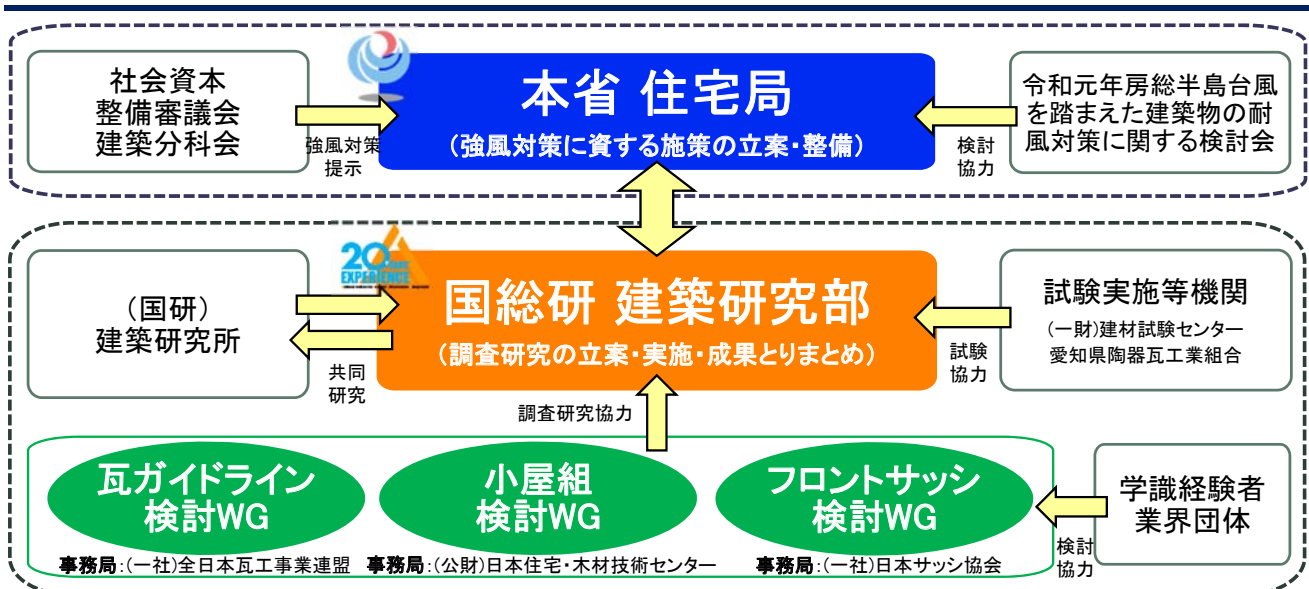 社会資本
整備審議会
建築分科会
強風対策
提示
本省 住宅局
(強風対策に資する施策の立案・整備)
検討
協力
令和元年房総半島台風
を踏まえた建築物の耐
風対策に関する検討会
(国研)
建築研究所
共同
研究
20
EXPERIENCE
国総研 建築研究部
(調査研究の立案・実施・成果とりまとめ)
試験
協力
試験実施等機関
(一財)建材試験センター
愛知県陶器瓦工業組合
調査研究協力
瓦ガイドライン
検討WG
事務局:(一社)全日本瓦工事業連盟
小屋組
検討WG
事務局:(公財)日本住宅・木材技術センター
フロントサッシ
検討WG
事務局:(一社)日本サッシ協会
検討
協力
学識経験者
業界団体